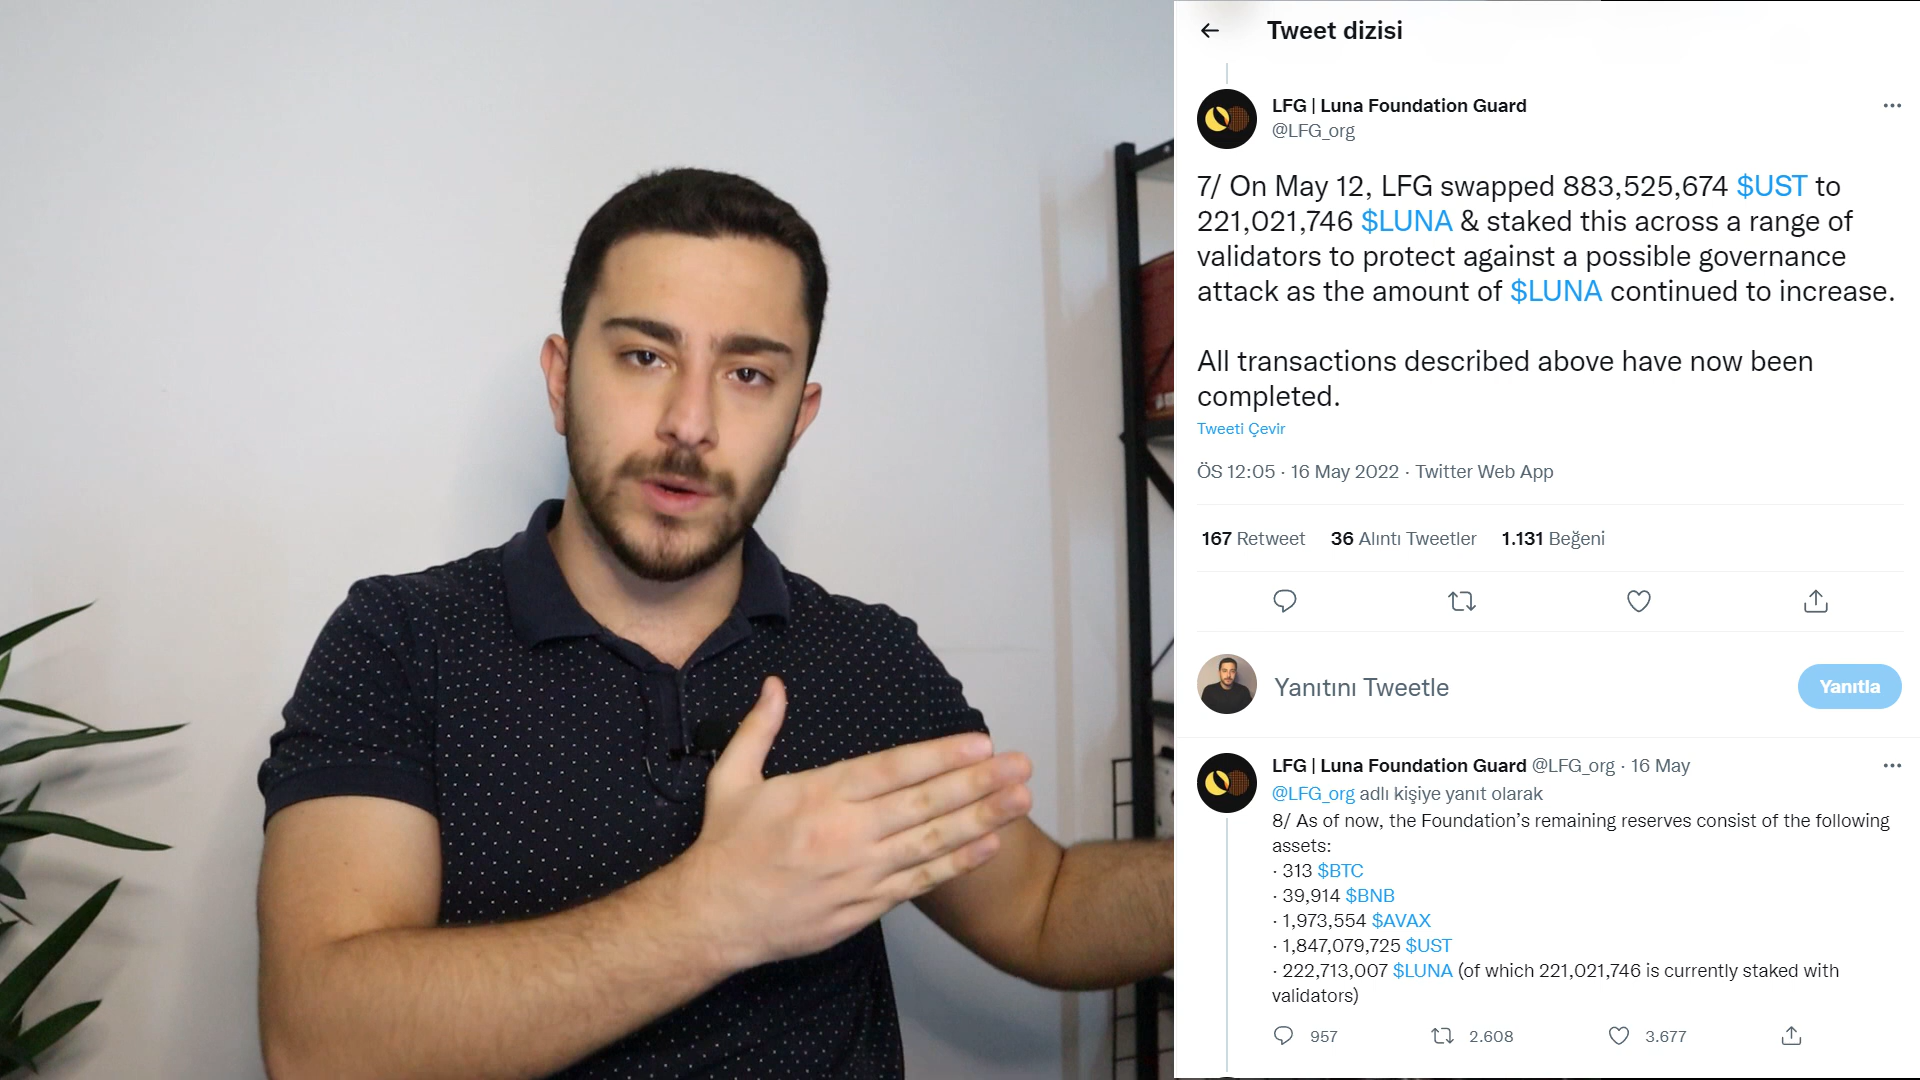 Tweet dizisi
LFG | Luna Foundation Guard
@LFG_org
7/ On May 12, LFG swapped 883,525,674 $UST to
221,021,746 $LUNA & staked this across a range of
validators to protect against a possible governance
attack as the amount of $LUNA continued to increase.
All transactions described above have now been
completed.
Tweeti Çevir
ÖS 12:05 · 16 May 2022 · Twitter Web App
167 Retweet 36 Alıntı Tweetler 1.131 Beğeni
Yanıtını Tweetle
Yanıtla
LFG | Luna Foundation Guard @LFG_org · 16 May
@LFG_org adlı kişiye yanıt olarak
8/ As of now, the Foundation’s remaining reserves consist of the following
assets:
· 313 $BTC
· 39,914 $BNB
· 1,973,554 $AVAX
· 1,847,079,725 $UST
· 222,713,007 $LUNA (of which 221,021,746 is currently staked with
validators)
957 2.608 3.677